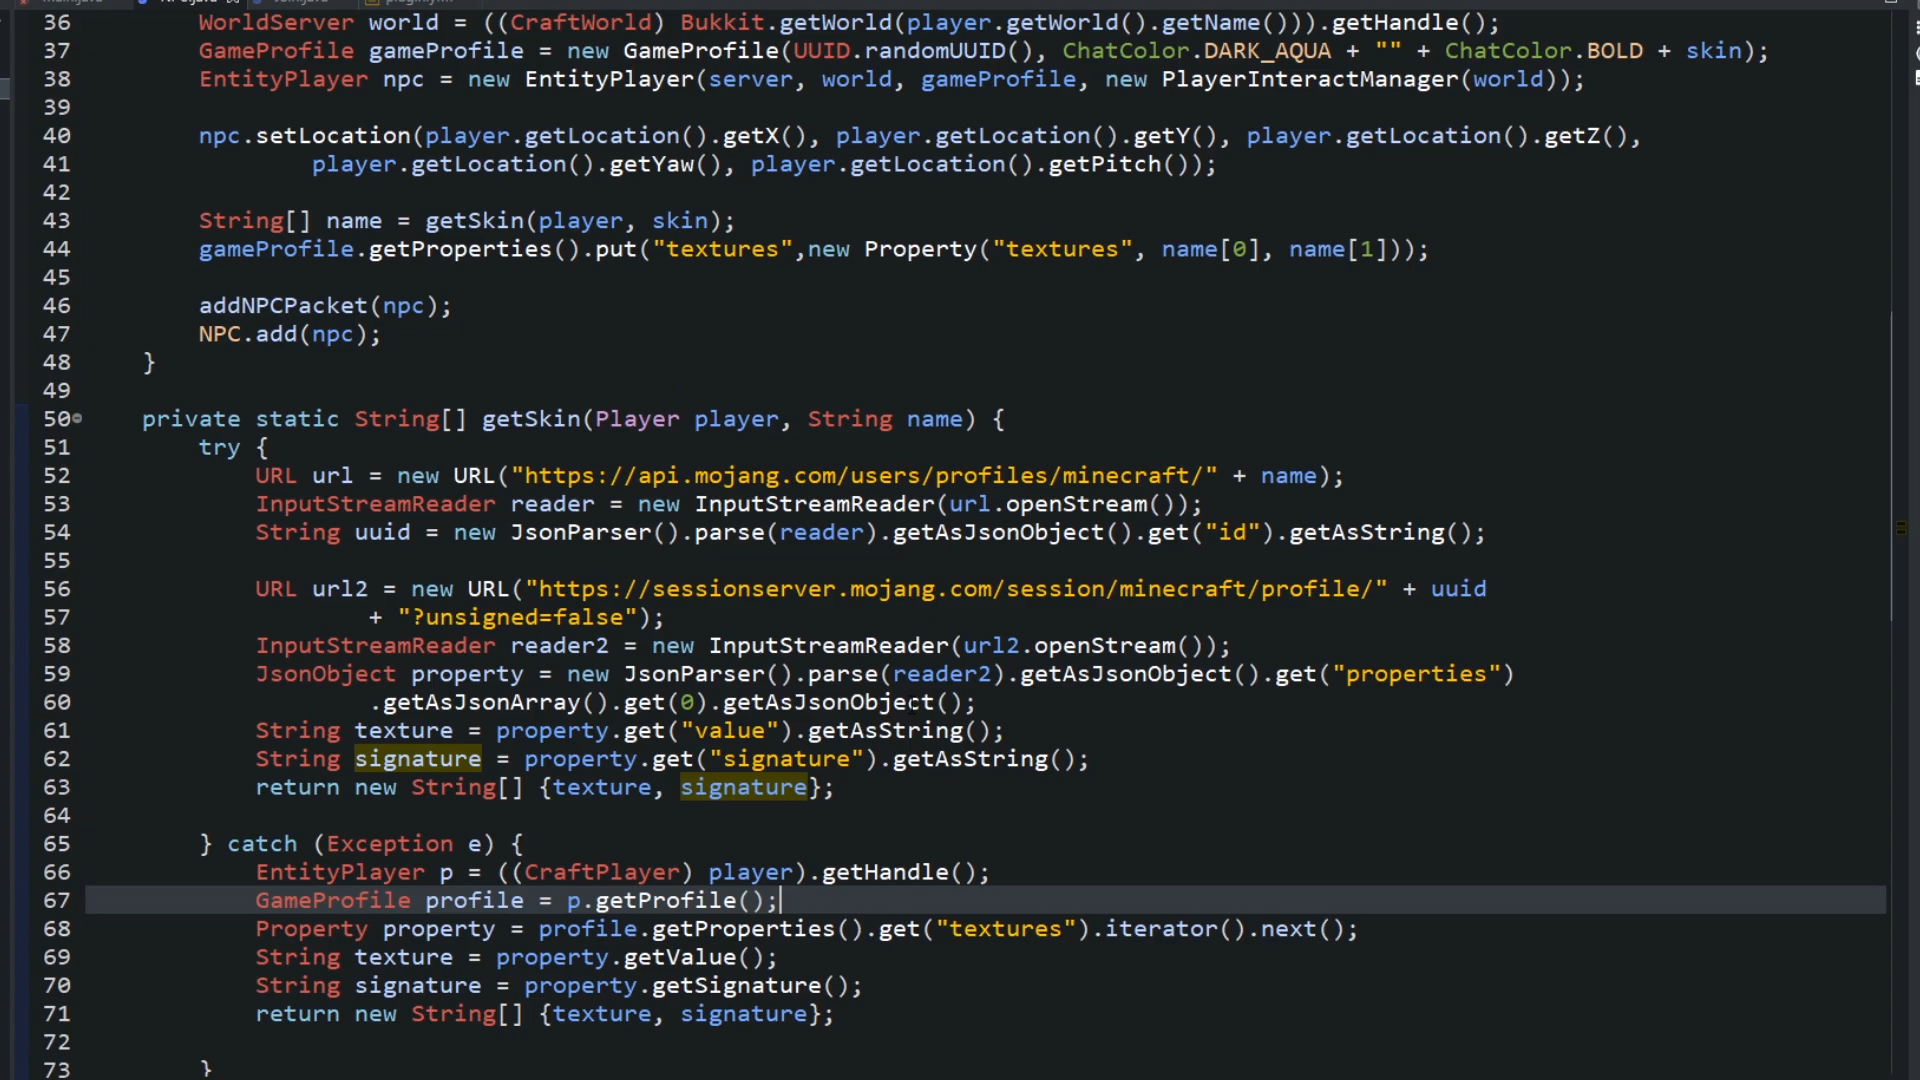 36 WorldServer world = ((CraftWorld) Bukkit.getWorld(player.getWorld().getName())).getHandle();
37 GameProfile gameProfile = new GameProfile(UUID.randomUUID(), ChatColor.DARK_AQUA + "" + ChatColor.BOLD + skin);
38 EntityPlayer npc = new EntityPlayer(server, world, gameProfile, new PlayerInteractManager(world));
39
40 npc.setLocation(player.getLocation().getX(), player.getLocation().getY(), player.getLocation().getZ(),
41 player.getLocation().getYaw(), player.getLocation().getPitch());
42
43 String[] name = getSkin(player, skin);
44 gameProfile.getProperties().put("textures",new Property("textures", name[0], name[1]));
45
46 addNPCPacket(npc);
47 NPC.add(npc);
48 }
49
50 private static String[] getSkin(Player player, String name) {
51 try {
52 URL url = new URL("https://api.mojang.com/users/profiles/minecraft/" + name);
53 InputStreamReader reader = new InputStreamReader(url.openStream());
54 String uuid = new JsonParser().parse(reader).getAsJsonObject().get("id").getAsString();
55
56 URL url2 = new URL("https://sessionserver.mojang.com/session/minecraft/profile/" + uuid
57 + "?unsigned=false");
58 InputStreamReader reader2 = new InputStreamReader(url2.openStream());
59 JsonObject property = new JsonParser().parse(reader2).getAsJsonObject().get("properties")
60 .getAsJsonArray().get(0).getAsJsonObject();
61 String texture = property.get("value").getAsString();
62 String signature = property.get("signature").getAsString();
63 return new String[] {texture, signature};
64
65 } catch (Exception e) {
66 EntityPlayer p = ((CraftPlayer) player).getHandle();
67 GameProfile profile = p.getProfile();
68 Property property = profile.getProperties().get("textures").iterator().next();
69 String texture = property.getValue();
70 String signature = property.getSignature();
71 return new String[] {texture, signature};
72
73 }